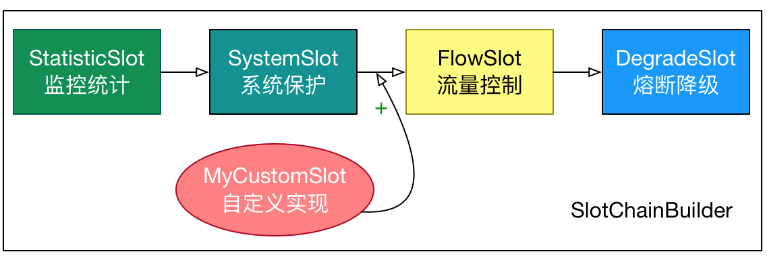 StatisticSlot
监控统计
SystemSlot
系统保护
FlowSlot
流量控制
DegradeSlot
熔断降级
+
MyCustomSlot
自定义实现
SlotChainBuilder